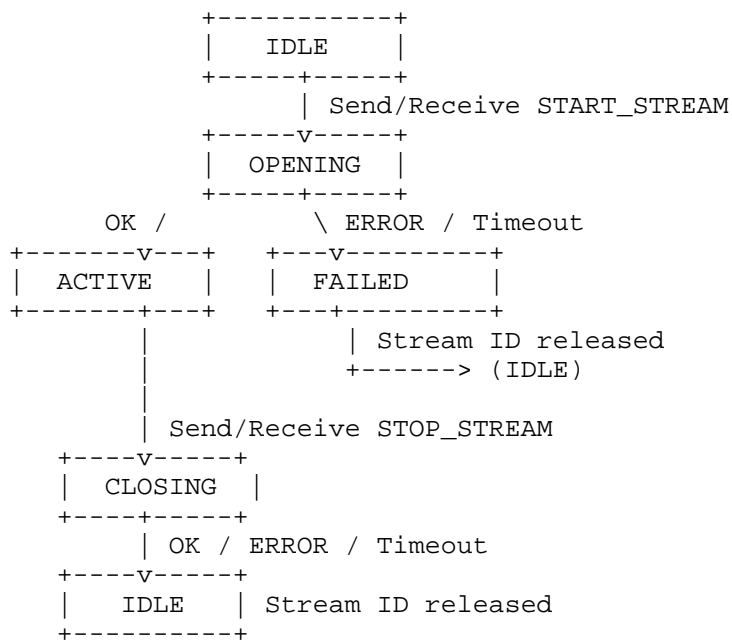 IDLE
Send/Receive START_STREAM
OPENING
OK / \ ERROR / Timeout
ACTIVE FAILED
Stream ID released
(IDLE)
Send/Receive STOP_STREAM
CLOSING
OK / ERROR / Timeout
IDLE Stream ID released